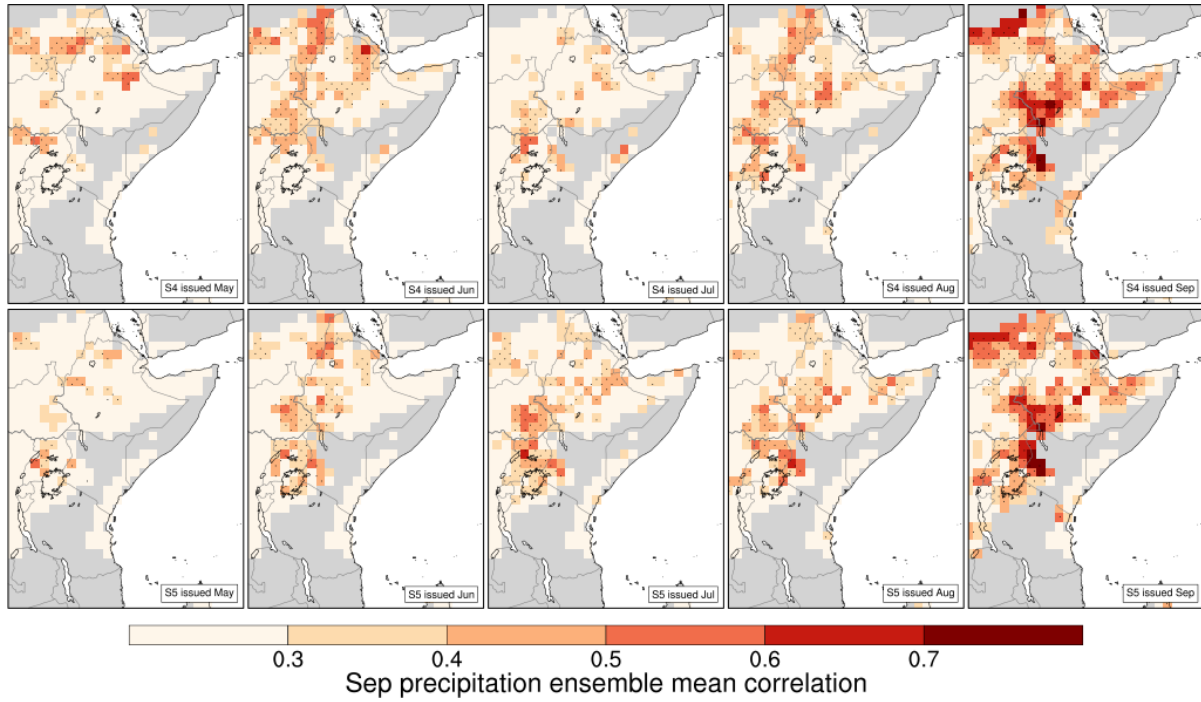 S4 issued May
S4 issued Jun
S4 issued Jul
S4 issued Aug
S4 issued Sep
S5 issued May
S5 issued Jun
S5 issued Jul
S5 issued Aug
S5 issued Sep
0.3 0.4 0.5 0.6 0.7
Sep precipitation ensemble mean correlation